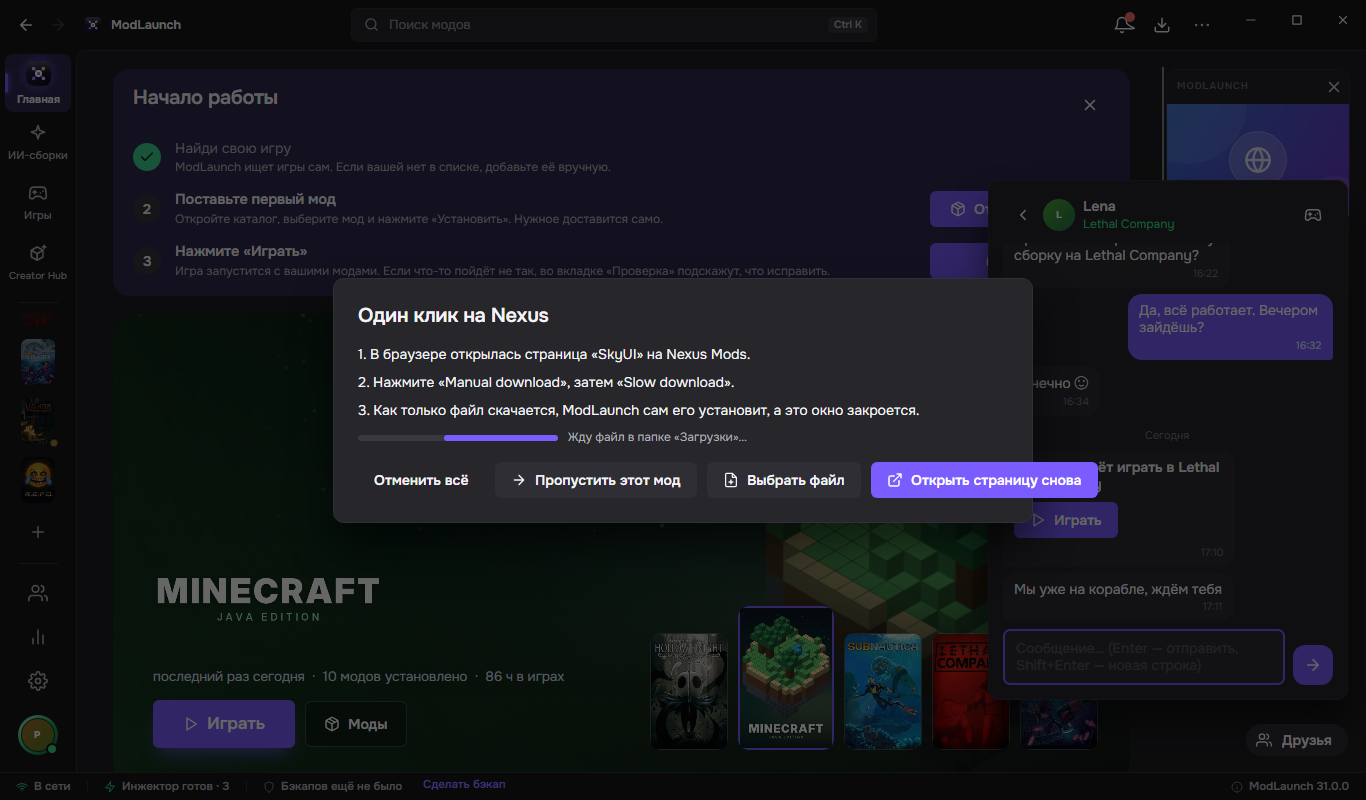 ModLaunch
Поиск модов
Ctrl K
Главная
ИИ-сборки
Игры
Creator Hub
Начало работы
Найди свою игру
ModLaunch ищет игры сам. Если вашей нет в списке, добавьте её вручную.
2
Поставьте первый мод
Откройте каталог, выберите мод и нажмите «Установить». Нужное доставится само.
3
Нажмите «Играть»
Игра запустится с вашими модами. Если что-то пойдёт не так, во вкладке «Проверка» подскажут, что исправить.
MODLAUNCH
L
Lena
Lethal Company
сборку на Lethal Company?
16:22
Да, всё работает. Вечером
зайдёшь?
16:32
16:34
Сегодня
играть в Lethal
Играть
17:10
Мы уже на корабле, ждём тебя
17:11
Сообщение... (Enter — отправить,
Shift+Enter — новая строка)
Один клик на Nexus
1. В браузере открылась страница «SkyUI» на Nexus Mods.
2. Нажмите «Manual download», затем «Slow download».
3. Как только файл скачается, ModLaunch сам его установит, а это окно закроется.
Жду файл в папке «Загрузки»...
Отменить всё
Пропустить этот мод
Выбрать файл
Открыть страницу снова
MINECRAFT
JAVA EDITION
последний раз сегодня · 10 модов установлено · 86 ч в играх
Играть
Моды
HOLLOW KNIGHT
MINECRAFT
SUBNAUTICA
LETHAL
R.E.P.O.
P
Друзья
В сети
Инжектор готов · 3
Бэкапов ещё не было
Сделать бэкап
ModLaunch 31.0.0